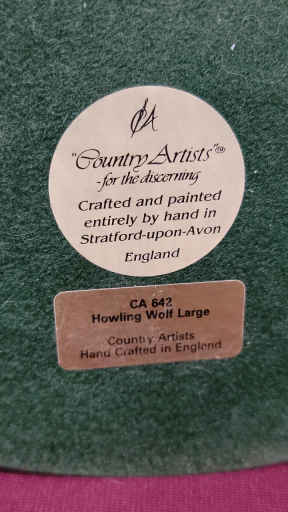 CA
"Country Artists"®
-for the discerning
Crafted and painted
entirely by hand in
Stratford-upon-Avon
England
CA 642
Howling Wolf Large
Country Artists
Hand Crafted in England